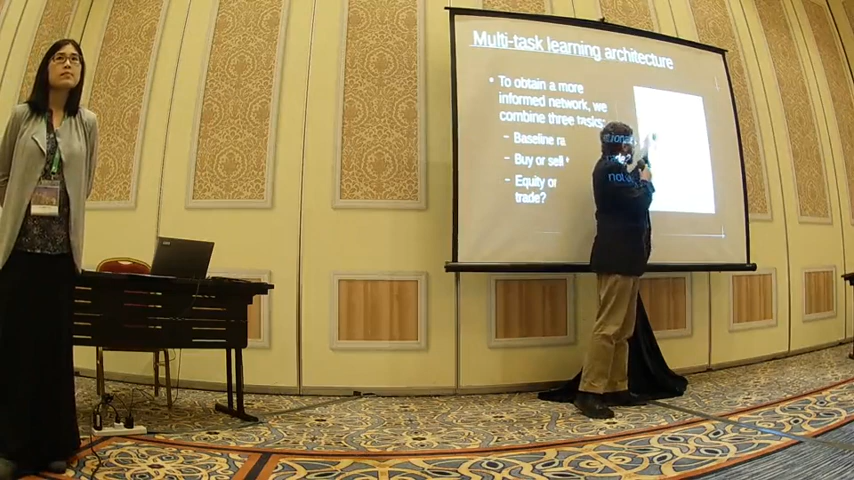 Multi-task learning architecture
• To obtain a more
informed network, we
combine three tasks:
– Baseline ra
– Buy or sell
– Equity or
trade?